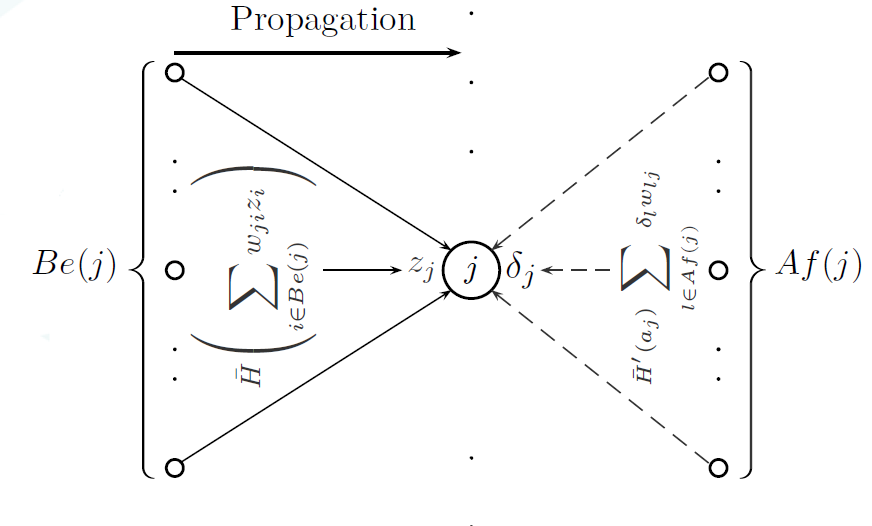 Propagation
Be(j)
H̄ ( ∑ i∈Be(j) w_{ji} z_i )
z_j
j
δ_j
H̄′(a_j) ∑ l∈Af(j) δ_l w_{lj}
Af(j)